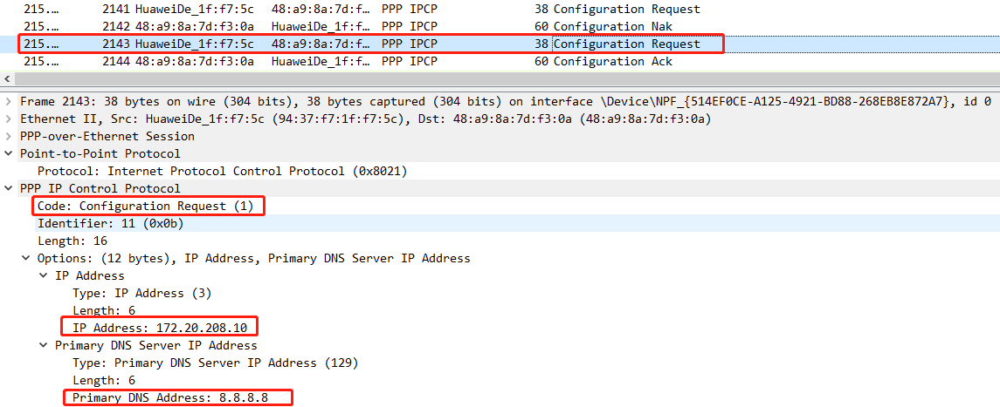 215.… 2141 HuaweiDe_1f:f7:5c 48:a9:8a:7d:f… PPP IPCP 38 Configuration Request
215.… 2142 48:a9:8a:7d:f3:0a HuaweiDe_1f:f… PPP IPCP 60 Configuration Nak
215.… 2143 HuaweiDe_1f:f7:5c 48:a9:8a:7d:f… PPP IPCP 38 Configuration Request
215.… 2144 48:a9:8a:7d:f3:0a HuaweiDe_1f:f… PPP IPCP 60 Configuration Ack
Frame 2143: 38 bytes on wire (304 bits), 38 bytes captured (304 bits) on interface \Device\NPF_{514EF0CE-A125-4921-BD88-268EB8E872A7}, id 0
Ethernet II, Src: HuaweiDe_1f:f7:5c (94:37:f7:1f:f7:5c), Dst: 48:a9:8a:7d:f3:0a (48:a9:8a:7d:f3:0a)
PPP-over-Ethernet Session
Point-to-Point Protocol
Protocol: Internet Protocol Control Protocol (0x8021)
PPP IP Control Protocol
Code: Configuration Request (1)
Identifier: 11 (0x0b)
Length: 16
Options: (12 bytes), IP Address, Primary DNS Server IP Address
IP Address
Type: IP Address (3)
Length: 6
IP Address: 172.20.208.10
Primary DNS Server IP Address
Type: Primary DNS Server IP Address (129)
Length: 6
Primary DNS Address: 8.8.8.8